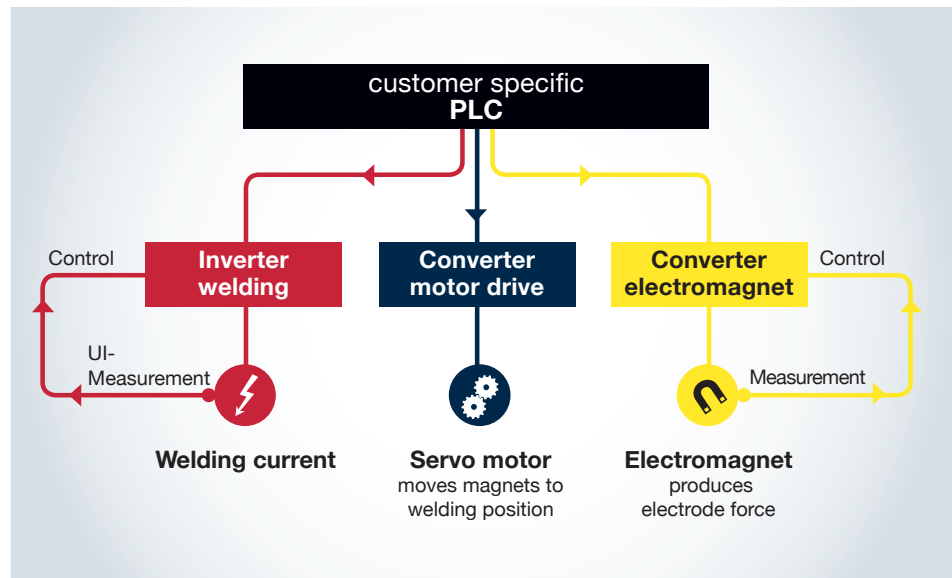 customer specific
PLC
Control
Inverter
welding
Converter
motor drive
Converter
electromagnet
Control
UI-
Measurement
Measurement
Welding current
Servo motor
moves magnets to
welding position
Electromagnet
produces
electrode force